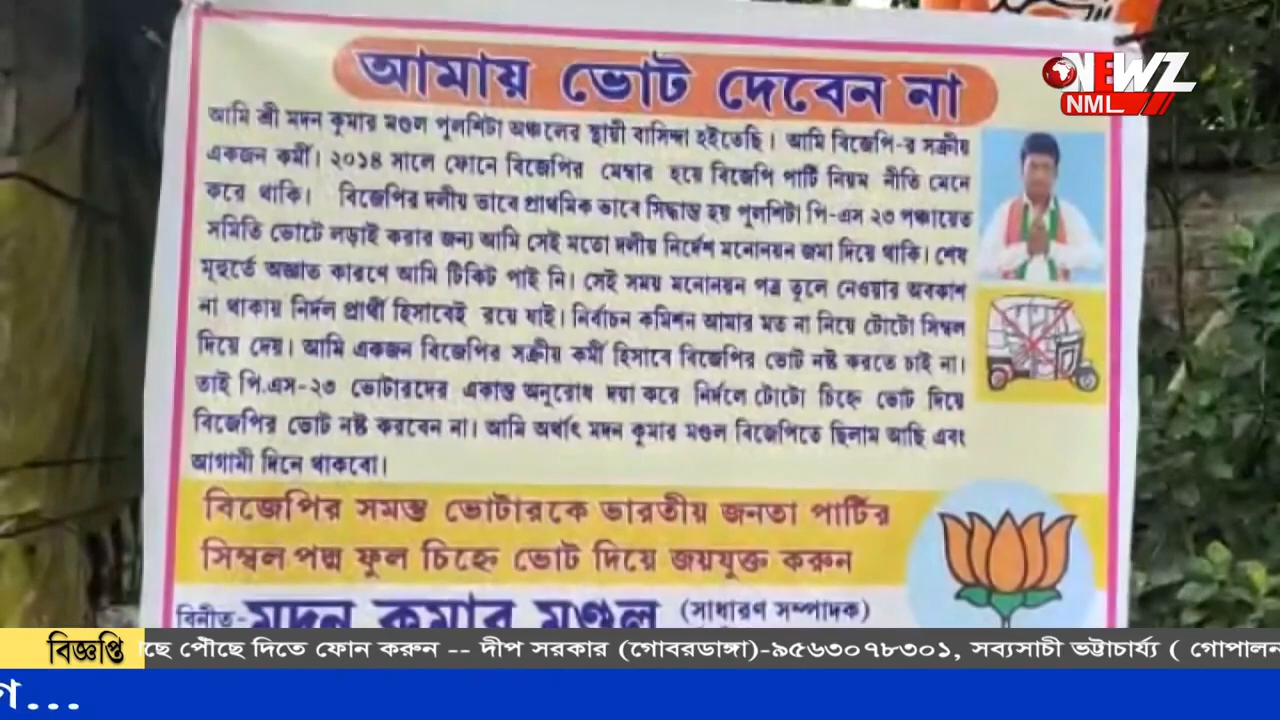 আমায় ভোট দেবেন না
আমি শ্রী মদন কুমার মণ্ডল পুলশিটা অঞ্চলের স্থায়ী বাসিন্দা হইতেছি। আমি বিজেপি-র সক্রীয়
একজন কর্মী। ২০১৪ সালে ফোনে বিজেপির মেম্বার হয়ে বিজেপি পার্টি নিয়ম নীতি মেনে
করে থাকি। বিজেপির দলীয় ভাবে প্রাথমিক ভাবে সিদ্ধান্ত হয় পুলশিটা পি-এস ২৩ পঞ্চায়েত
সমিতি ভোটে লড়াই করার জন্য আমি সেই মতো দলীয় নির্দেশ মনোনয়ন জমা দিয়ে থাকি। শেষ
মূহুর্তে অজ্ঞাত কারণে আমি টিকিট পাই নি। সেই সময় মনোনয়ন পত্র তুলে নেওয়ার অবকাশ
না থাকায় নির্দল প্রার্থী হিসাবেই রয়ে যাই। নির্বাচন কমিশন আমার মত না নিয়ে টোটো সিম্বল
দিয়ে দেয়। আমি একজন বিজেপির সক্রীয় কর্মী হিসাবে বিজেপির ভোট নষ্ট করতে চাই না।
তাই পি.এস-২৩ ভোটারদের একান্ত অনুরোধ দয়া করে নির্দলে টোটো চিহ্নে ভোট দিয়ে
বিজেপির ভোট নষ্ট করবেন না। আমি অর্থাৎ মদন কুমার মণ্ডল বিজেপিতে ছিলাম আছি এবং
আগামী দিনে থাকবো।
বিজেপির সমস্ত ভোটারকে ভারতীয় জনতা পার্টির
সিম্বল পদ্ম ফুল চিহ্নে ভোট দিয়ে জয়যুক্ত করুন
বিনীত- মদন কুমার মণ্ডল (সাধারণ সম্পাদক)
NEWZ
NML
বিজ্ঞপ্তি ছে পৌঁছে দিতে ফোন করুন -- দীপ সরকার (গোবরডাঙ্গা)-৯৫৬৩০৭৮৩০১, সব্যসাচী ভট্টাচার্য্য ( গোপালন
গ...